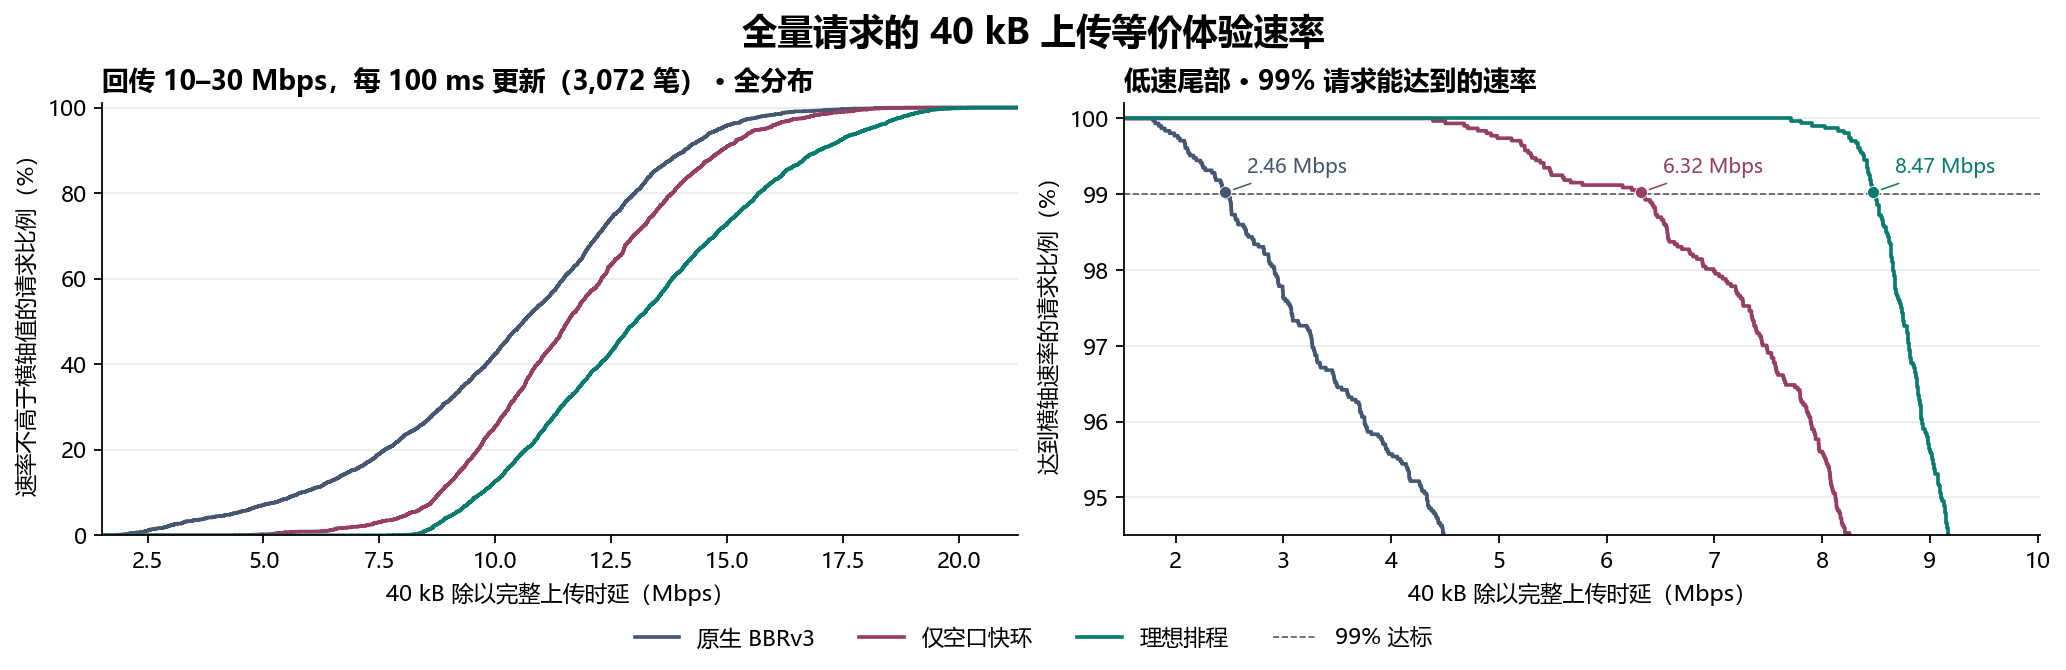 全量请求的 40 kB 上传等价体验速率
回传 10–30 Mbps，每 100 ms 更新（3,072 笔） • 全分布
速率不高于横轴值的请求比例（%）
100
80
60
40
20
0
2.5 5.0 7.5 10.0 12.5 15.0 17.5 20.0
40 kB 除以完整上传时延（Mbps）
低速尾部 • 99% 请求能达到的速率
达到横轴速率的请求比例（%）
100
99
98
97
96
95
2.46 Mbps
6.32 Mbps
8.47 Mbps
2 3 4 5 6 7 8 9 10
40 kB 除以完整上传时延（Mbps）
原生 BBRv3 仅空口快环 理想排程 99% 达标